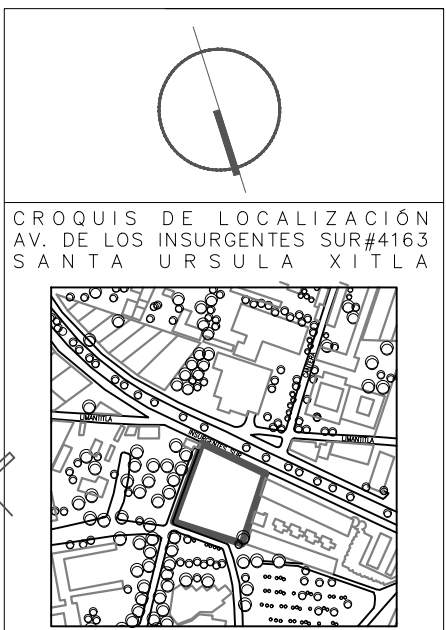 CROQUIS DE LOCALIZACIÓN
AV. DE LOS INSURGENTES SUR#4163
SANTA URSULA XITLA
LIMANTITLA
INSURGENTES SUR
LIMANTITLA